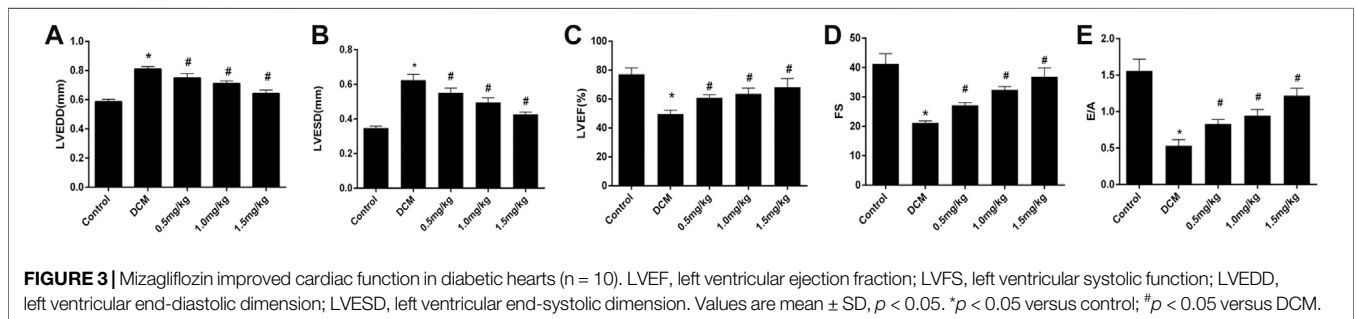 A
LVEDD(mm)
1.0
0.8
0.6
0.4
0.2
0.0
*
#
#
#
Control
DCM
0.5mg/kg
1.0mg/kg
1.5mg/kg
B
LVESD(mm)
0.8
0.6
0.4
0.2
0.0
*
#
#
#
Control
DCM
0.5mg/kg
1.0mg/kg
1.5mg/kg
C
LVEF(%)
100
80
60
40
20
0
*
#
#
#
Control
DCM
0.5mg/kg
1.0mg/kg
1.5mg/kg
D
FS
50
40
30
20
10
0
*
#
#
#
Control
DCM
0.5mg/kg
1.0mg/kg
1.5mg/kg
E
E/A
2.0
1.5
1.0
0.5
0.0
*
#
#
#
Control
DCM
0.5mg/kg
1.0mg/kg
1.5mg/kg
FIGURE 3 | Mizagliflozin improved cardiac function in diabetic hearts (n = 10). LVEF, left ventricular ejection fraction; LVFS, left ventricular systolic function; LVEDD,
left ventricular end-diastolic dimension; LVESD, left ventricular end-systolic dimension. Values are mean ± SD, p < 0.05. *p < 0.05 versus control; #p < 0.05 versus DCM.